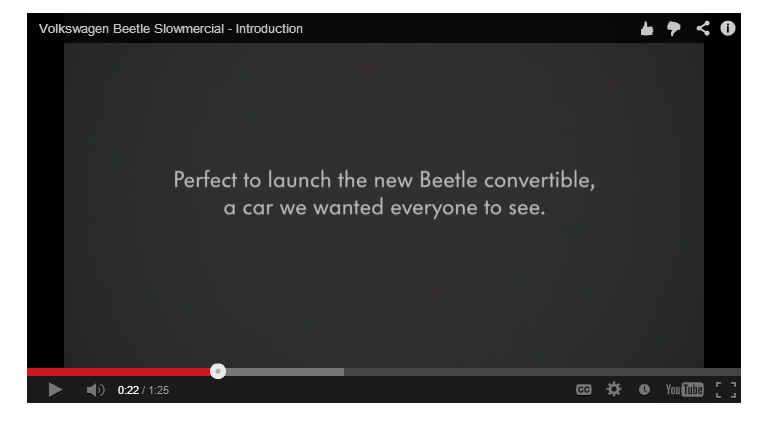 Volkswagen Beetle Slowmercial - Introduction
Perfect to launch the new Beetle convertible,
a car we wanted everyone to see.
0:22 / 1:25
CC
YouTube